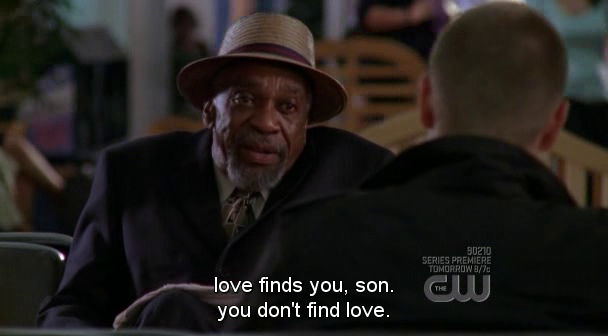 90210
SERIES PREMIERE
TOMORROW 8/7c
THE CW
love finds you, son.
you don't find love.